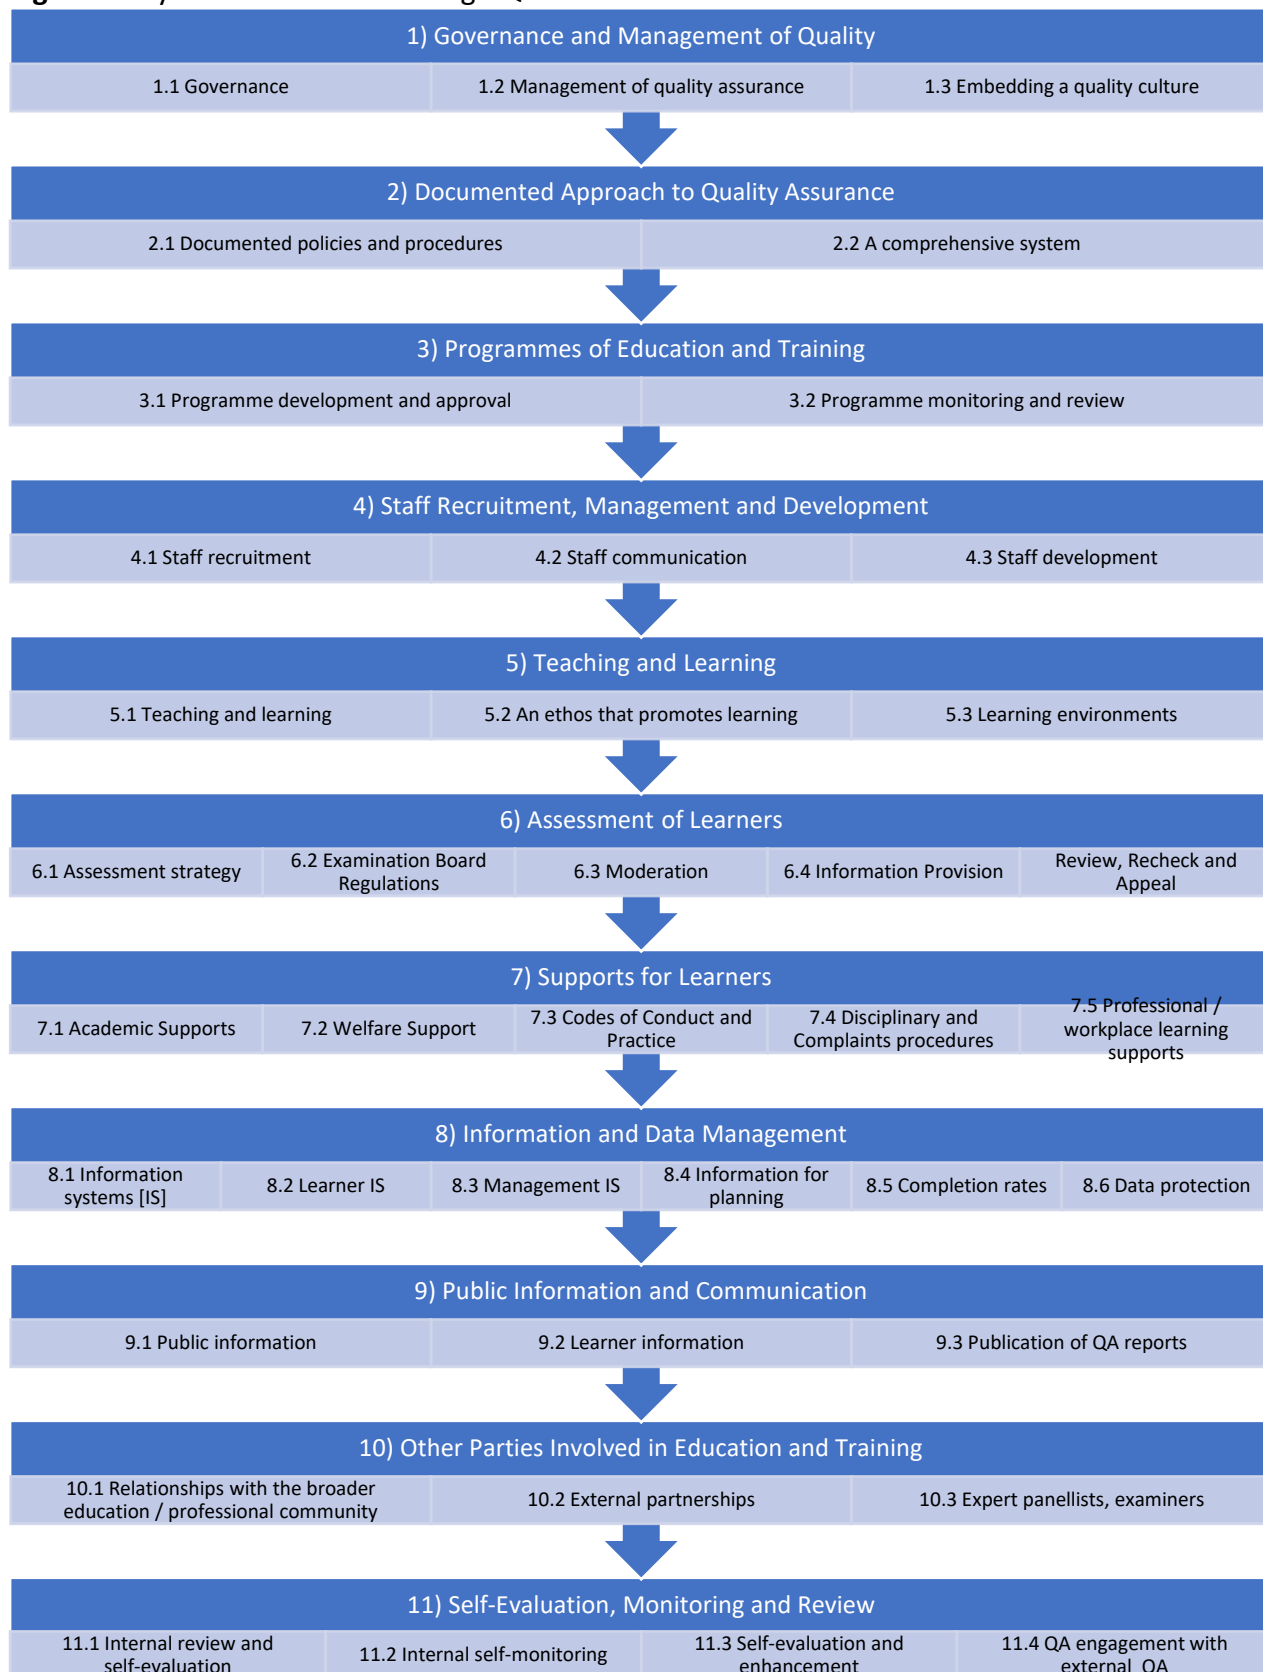 1) Governance and Management of Quality
1.1 Governance
1.2 Management of quality assurance
1.3 Embedding a quality culture
2) Documented Approach to Quality Assurance
2.1 Documented policies and procedures
2.2 A comprehensive system
3) Programmes of Education and Training
3.1 Programme development and approval
3.2 Programme monitoring and review
4) Staff Recruitment, Management and Development
4.1 Staff recruitment
4.2 Staff communication
4.3 Staff development
5) Teaching and Learning
5.1 Teaching and learning
5.2 An ethos that promotes learning
5.3 Learning environments
6) Assessment of Learners
6.1 Assessment strategy
6.2 Examination Board
Regulations
6.3 Moderation
6.4 Information Provision
Review, Recheck and
Appeal
7) Supports for Learners
7.1 Academic Supports
7.2 Welfare Support
7.3 Codes of Conduct and
Practice
7.4 Disciplinary and
Complaints procedures
7.5 Professional /
workplace learning
supports
8) Information and Data Management
8.1 Information
systems [IS]
8.2 Learner IS
8.3 Management IS
8.4 Information for
planning
8.5 Completion rates
8.6 Data protection
9) Public Information and Communication
9.1 Public information
9.2 Learner information
9.3 Publication of QA reports
10) Other Parties Involved in Education and Training
10.1 Relationships with the broader
education / professional community
10.2 External partnerships
10.3 Expert panellists, examiners
11) Self-Evaluation, Monitoring and Review
11.1 Internal review and
self-evaluation
11.2 Internal self-monitoring
11.3 Self-evaluation and
enhancement
11.4 QA engagement with
external QA